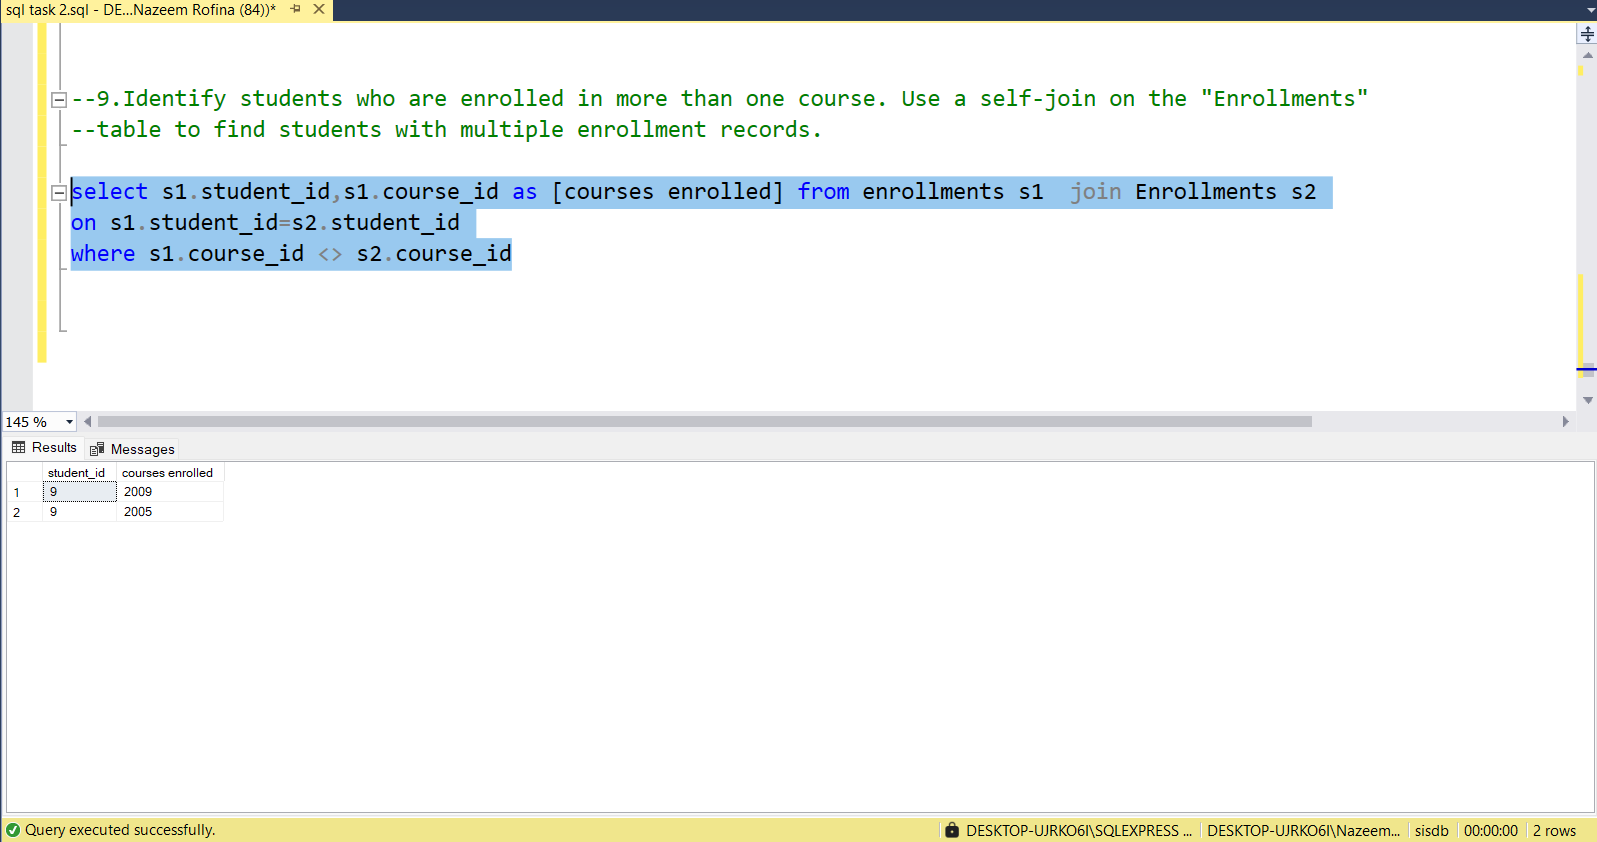 sql task 2.sql - DE...Nazeem Rofina (84))*
--9.Identify students who are enrolled in more than one course. Use a self-join on the "Enrollments"
--table to find students with multiple enrollment records.
select s1.student_id,s1.course_id as [courses enrolled] from enrollments s1  join Enrollments s2
on s1.student_id=s2.student_id
where s1.course_id <> s2.course_id
145 %
Results Messages
student_id courses enrolled
1 9 2009
2 9 2005
Query executed successfully. DESKTOP-UJRKO6I\SQLEXPRESS ... DESKTOP-UJRKO6I\Nazeem... sisdb 00:00:00 2 rows